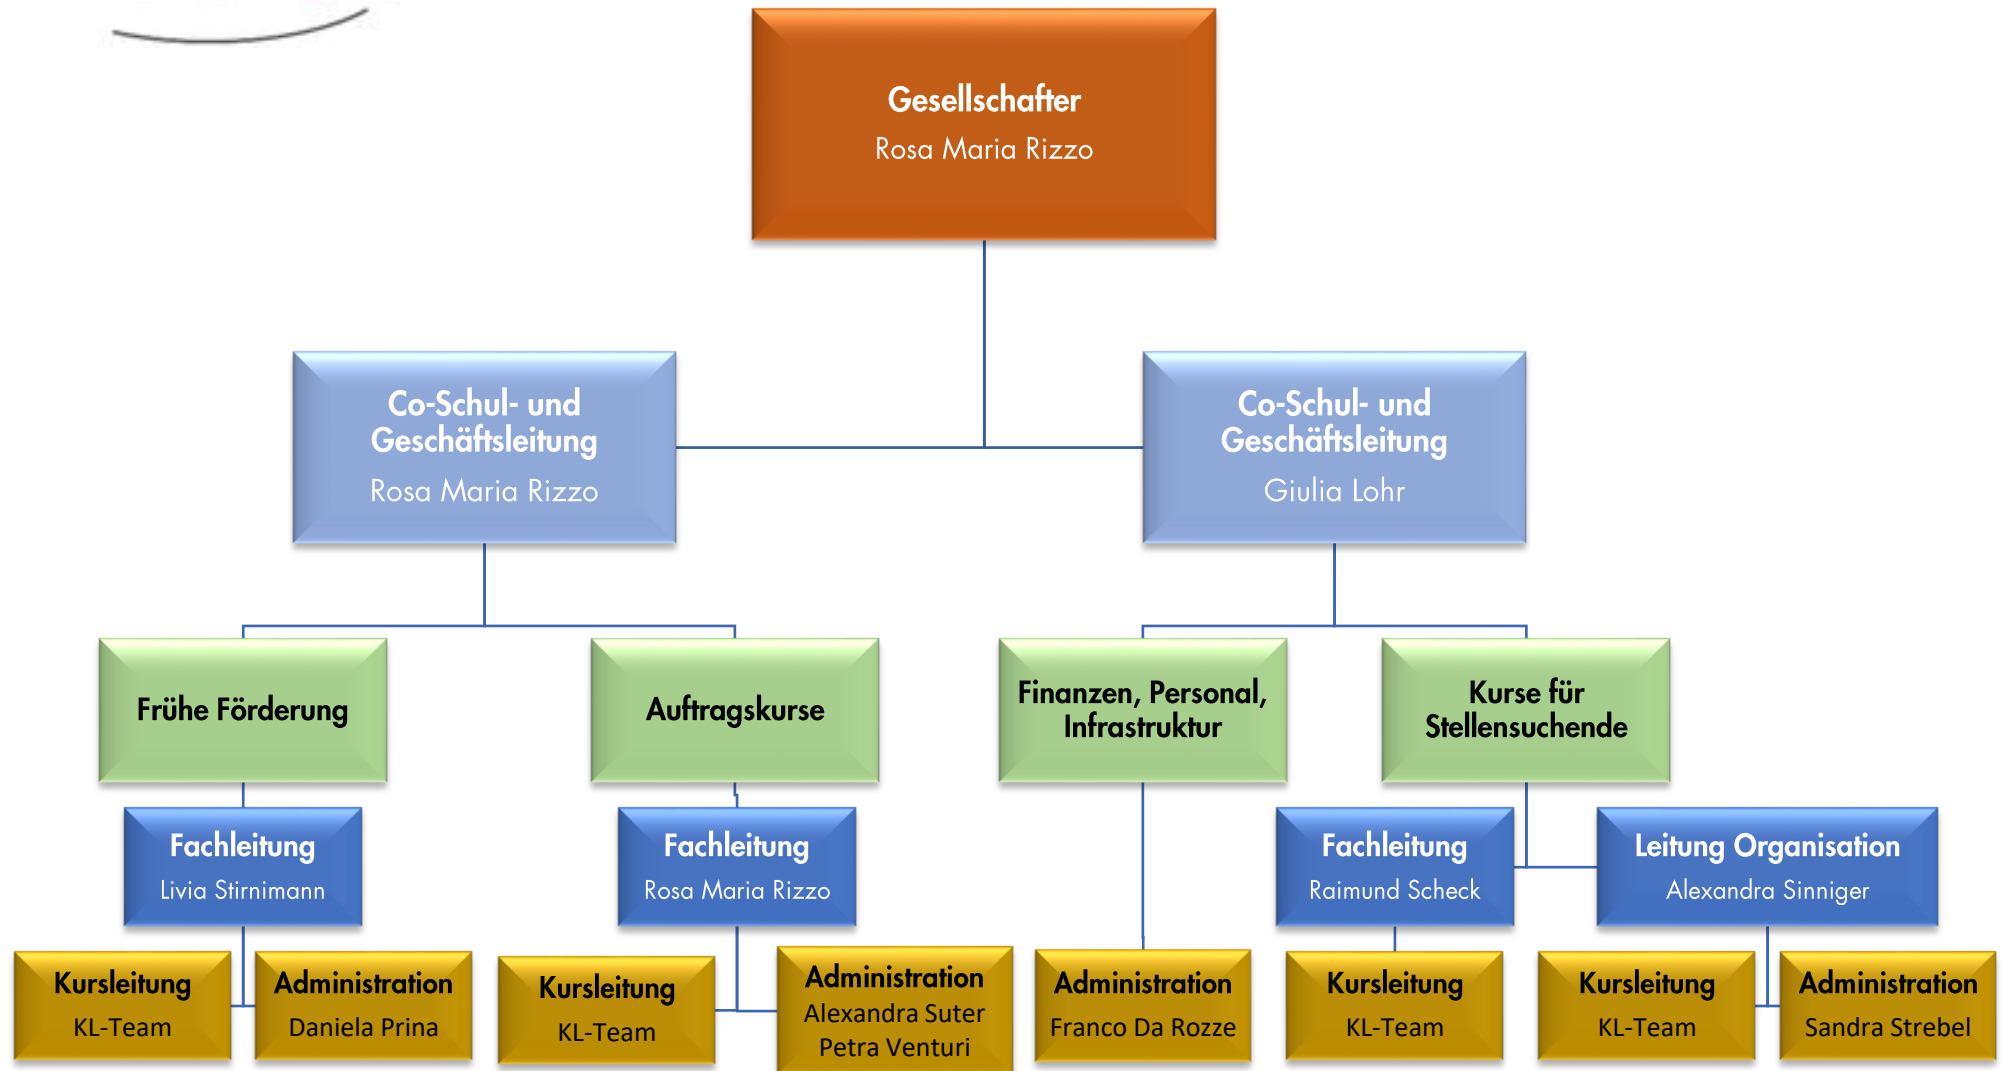 Gesellschafter
Rosa Maria Rizzo
Co-Schul- und
Geschäftsleitung
Rosa Maria Rizzo
Co-Schul- und
Geschäftsleitung
Giulia Lohr
Frühe Förderung
Auftragskurse
Finanzen, Personal,
Infrastruktur
Kurse für
Stellensuchende
Fachleitung
Livia Stirnimann
Fachleitung
Rosa Maria Rizzo
Fachleitung
Raimund Scheck
Leitung Organisation
Alexandra Sinniger
Kursleitung
KL-Team
Administration
Daniela Prina
Kursleitung
KL-Team
Administration
Alexandra Suter
Petra Venturi
Administration
Franco Da Rozze
Kursleitung
KL-Team
Kursleitung
KL-Team
Administration
Sandra Strebel